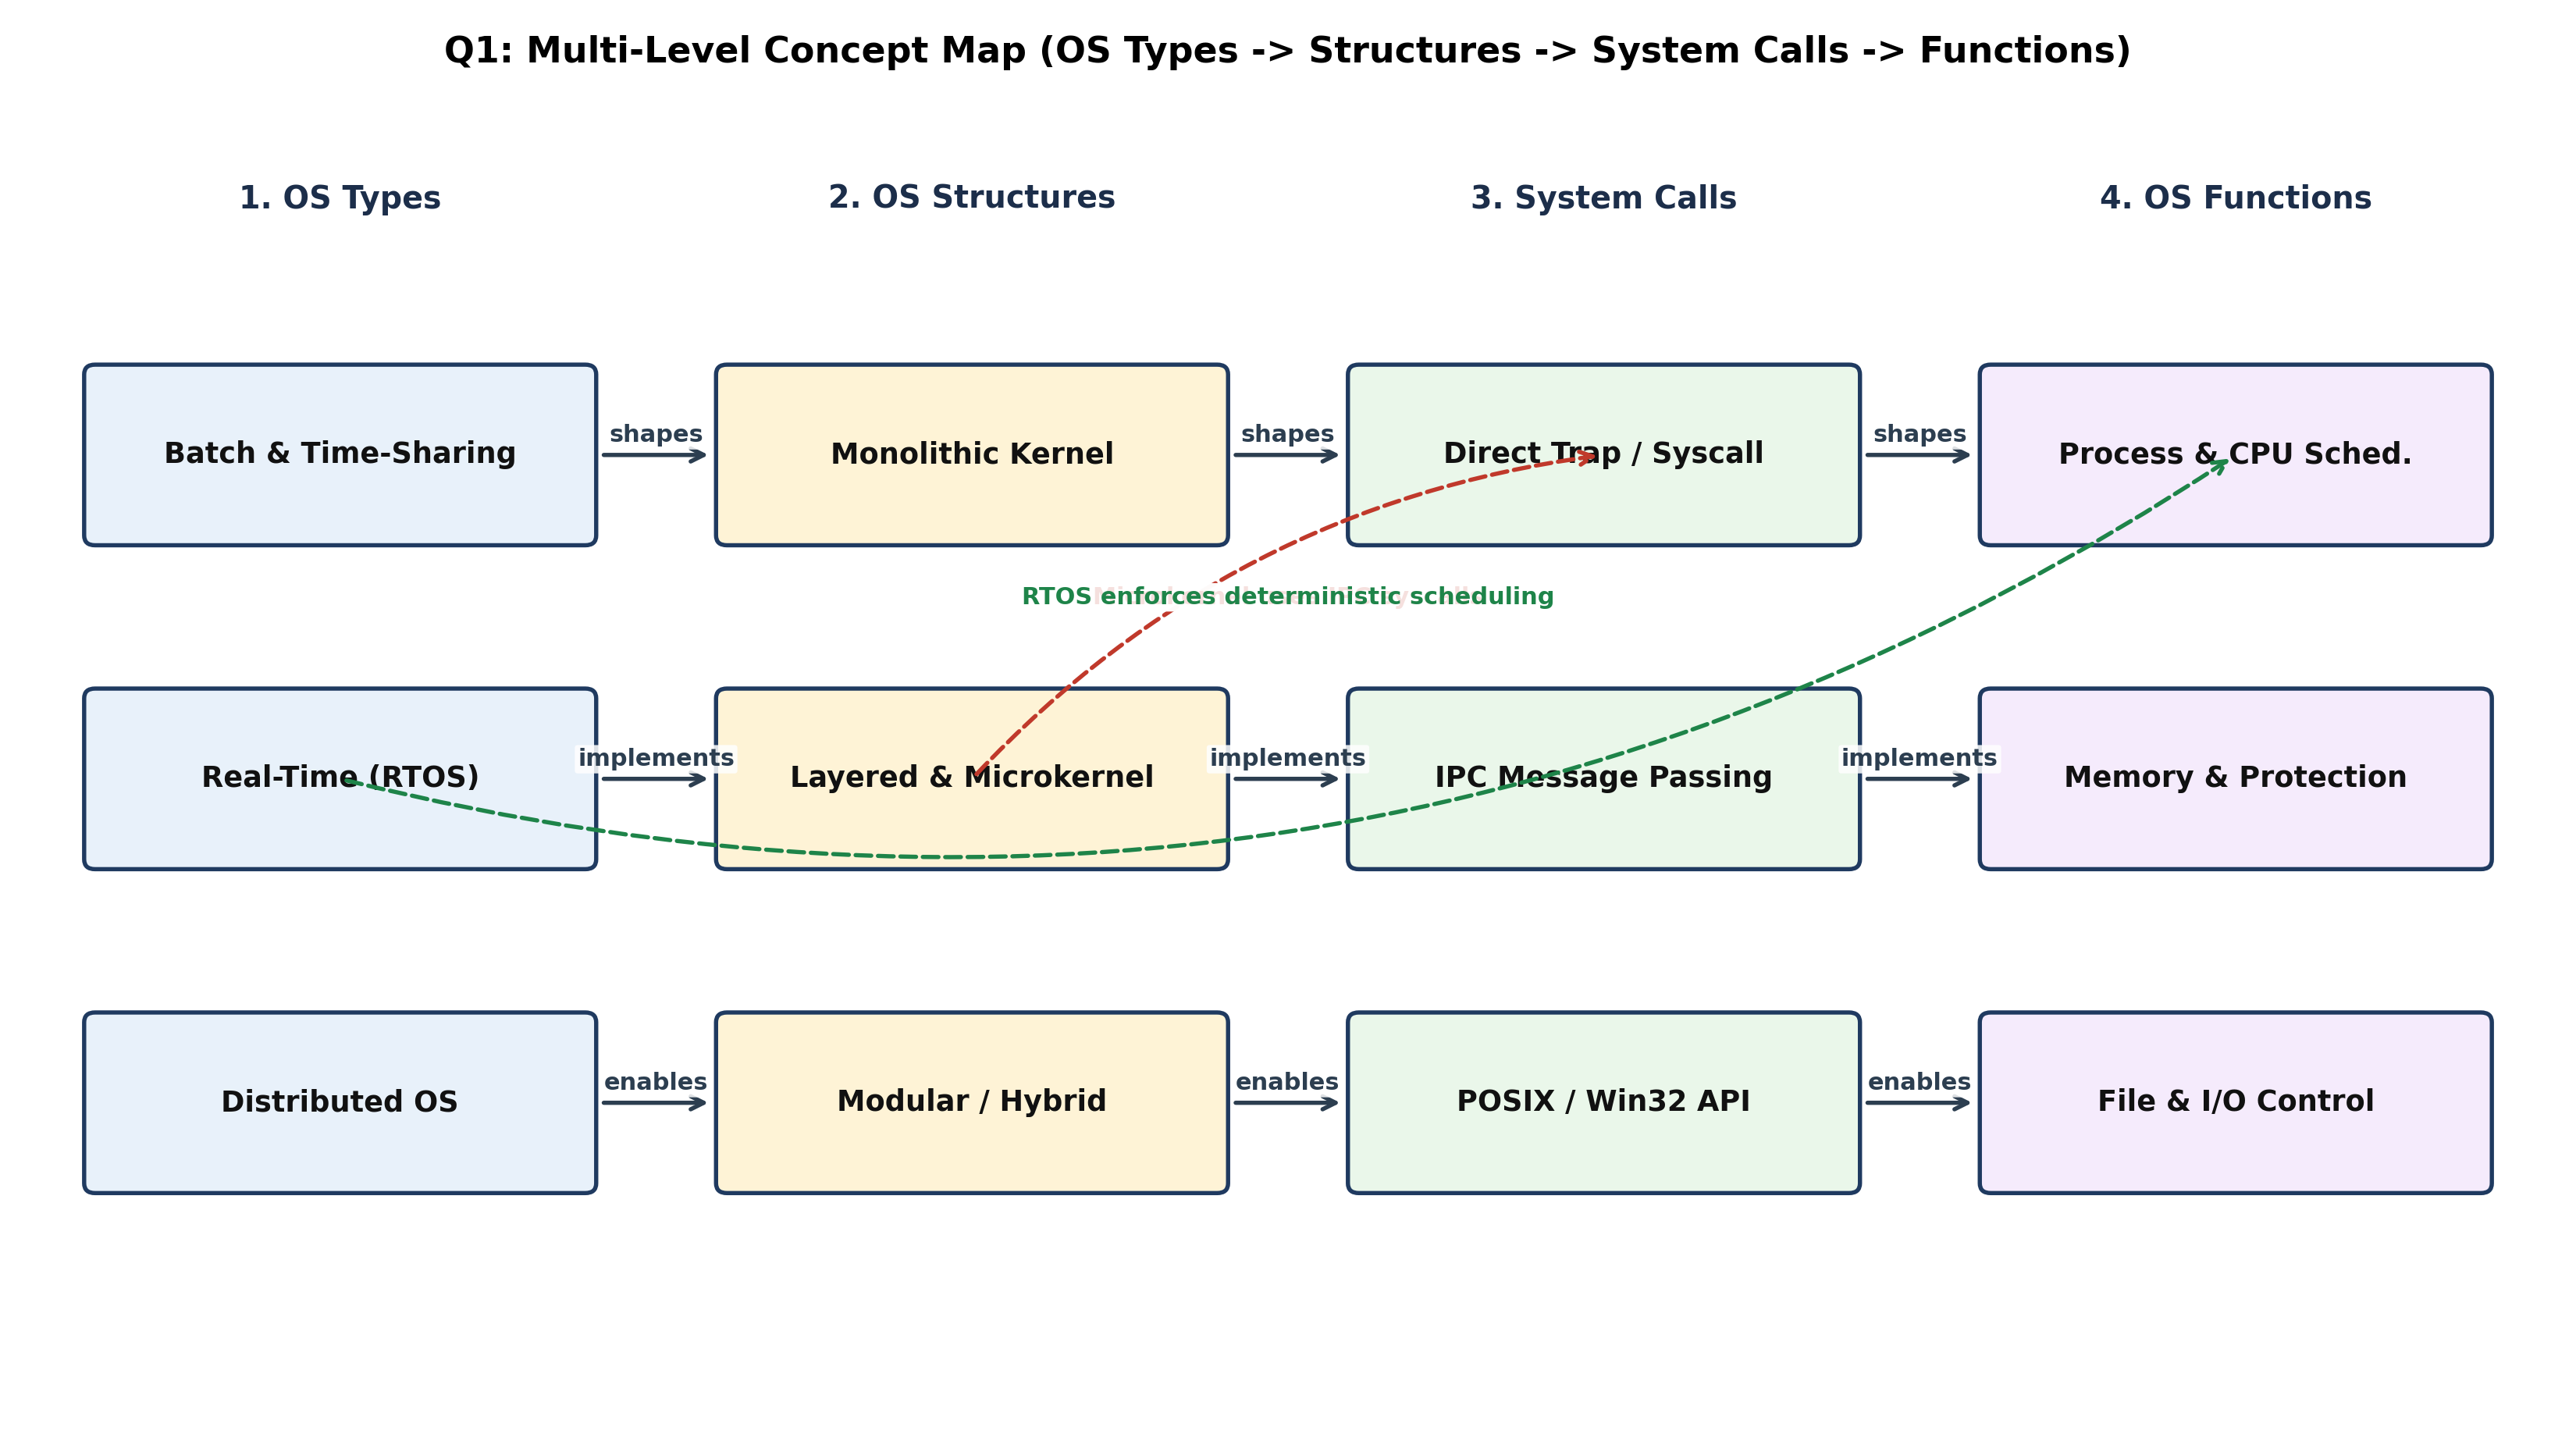 Q1: Multi-Level Concept Map (OS Types -> Structures -> System Calls -> Functions)
1. OS Types
2. OS Structures
3. System Calls
4. OS Functions
Batch & Time-Sharing
shapes
Monolithic Kernel
shapes
Direct Trap / Syscall
shapes
Process & CPU Sched.
RTOS enforces deterministic scheduling
Real-Time (RTOS)
implements
Layered & Microkernel
implements
IPC Message Passing
implements
Memory & Protection
Distributed OS
enables
Modular / Hybrid
enables
POSIX / Win32 API
enables
File & I/O Control